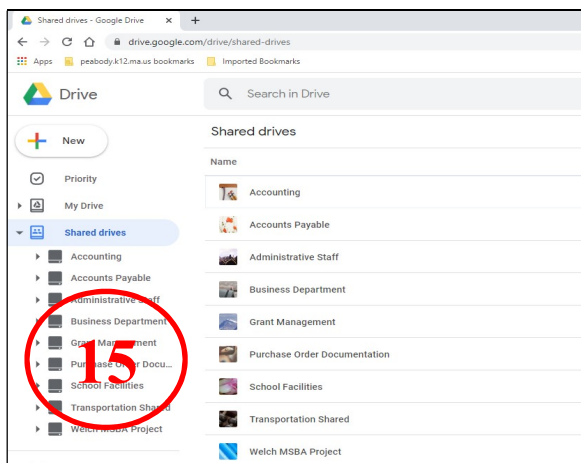 Shared drives - Google Drive × +
drive.google.com/drive/shared-drives
Apps peabody.k12.ma.us bookmarks Imported Bookmarks
Drive
Search in Drive
New
Priority
My Drive
Shared drives
Accounting
Accounts Payable
Administrative Staff
Business Department
Grant Management
Purchase Order Docu...
School Facilities
Transportation Shared
Welch MSBA Project
15
Shared drives
Name
Accounting
Accounts Payable
Administrative Staff
Business Department
Grant Management
Purchase Order Documentation
School Facilities
Transportation Shared
Welch MSBA Project